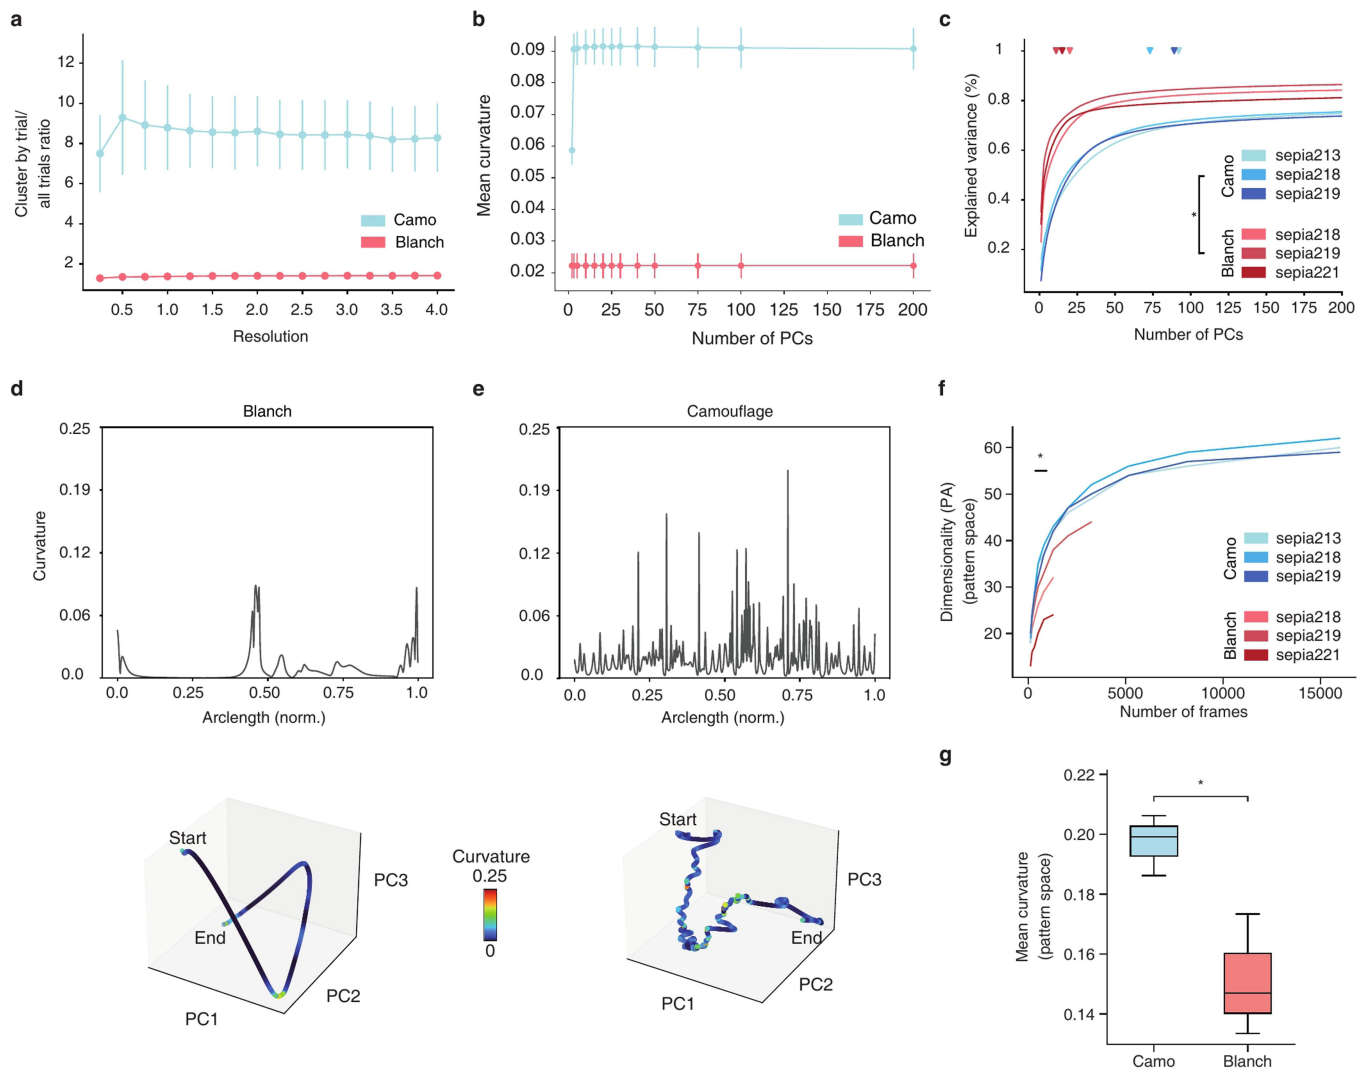 a
Cluster by trial/
all trials ratio
12
10
8
6
4
2
Camo
Blanch
0.5 1.0 1.5 2.0 2.5 3.0 3.5 4.0
Resolution
b
Mean curvature
0.09
0.08
0.07
0.06
0.05
0.04
0.03
0.02
Camo
Blanch
0 25 50 75 100 125 150 175 200
Number of PCs
c
Explained variance (%)
1
0.8
0.6
0.4
0.2
Camo
sepia213
sepia218
sepia219
*
Blanch
sepia218
sepia219
sepia221
0 25 50 75 100 125 150 175 200
Number of PCs
d
Blanch
Curvature
0.25
0.19
0.12
0.06
0.0
0.0 0.25 0.50 0.75 1.0
Arclength (norm.)
Start
End
PC1
PC2
PC3
Curvature
0.25
0
e
Camouflage
0.25
0.19
0.12
0.06
0.0
0.0 0.25 0.50 0.75 1.0
Arclength (norm.)
Start
End
PC1
PC2
PC3
f
Dimensionality (PA)
(pattern space)
60
50
40
30
20
*
Camo
sepia213
sepia218
sepia219
Blanch
sepia218
sepia219
sepia221
0 5000 10000 15000
Number of frames
g
Mean curvature
(pattern space)
0.22
0.20
0.18
0.16
0.14
*
Camo Blanch